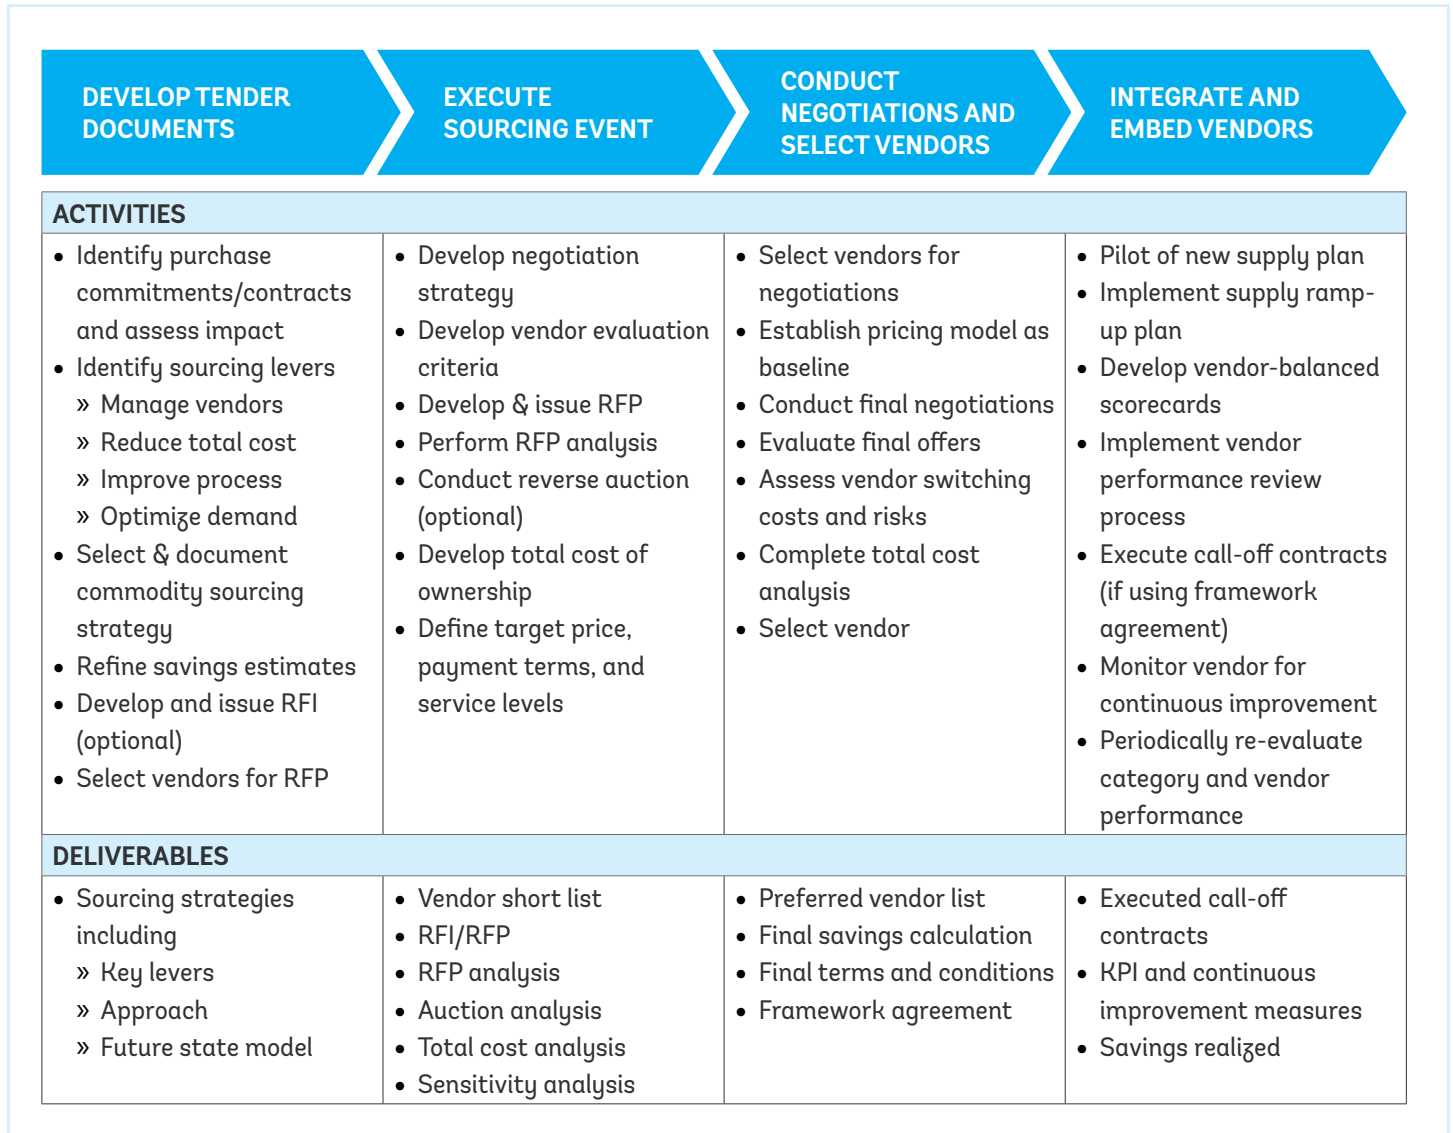 DEVELOP TENDER
DOCUMENTS
EXECUTE
SOURCING EVENT
CONDUCT
NEGOTIATIONS AND
SELECT VENDORS
INTEGRATE AND
EMBED VENDORS
ACTIVITIES
• Identify purchase
commitments/contracts
and assess impact
• Identify sourcing levers
» Manage vendors
» Reduce total cost
» Improve process
» Optimize demand
• Select & document
commodity sourcing
strategy
• Refine savings estimates
• Develop and issue RFI
(optional)
• Select vendors for RFP
• Develop negotiation
strategy
• Develop vendor evaluation
criteria
• Develop & issue RFP
• Perform RFP analysis
• Conduct reverse auction
(optional)
• Develop total cost of
ownership
• Define target price,
payment terms, and
service levels
• Select vendors for
negotiations
• Establish pricing model as
baseline
• Conduct final negotiations
• Evaluate final offers
• Assess vendor switching
costs and risks
• Complete total cost
analysis
• Select vendor
• Pilot of new supply plan
• Implement supply ramp-
up plan
• Develop vendor-balanced
scorecards
• Implement vendor
performance review
process
• Execute call-off contracts
(if using framework
agreement)
• Monitor vendor for
continuous improvement
• Periodically re-evaluate
category and vendor
performance
DELIVERABLES
• Sourcing strategies
including
» Key levers
» Approach
» Future state model
• Vendor short list
• RFI/RFP
• RFP analysis
• Auction analysis
• Total cost analysis
• Sensitivity analysis
• Preferred vendor list
• Final savings calculation
• Final terms and conditions
• Framework agreement
• Executed call-off
contracts
• KPI and continuous
improvement measures
• Savings realized